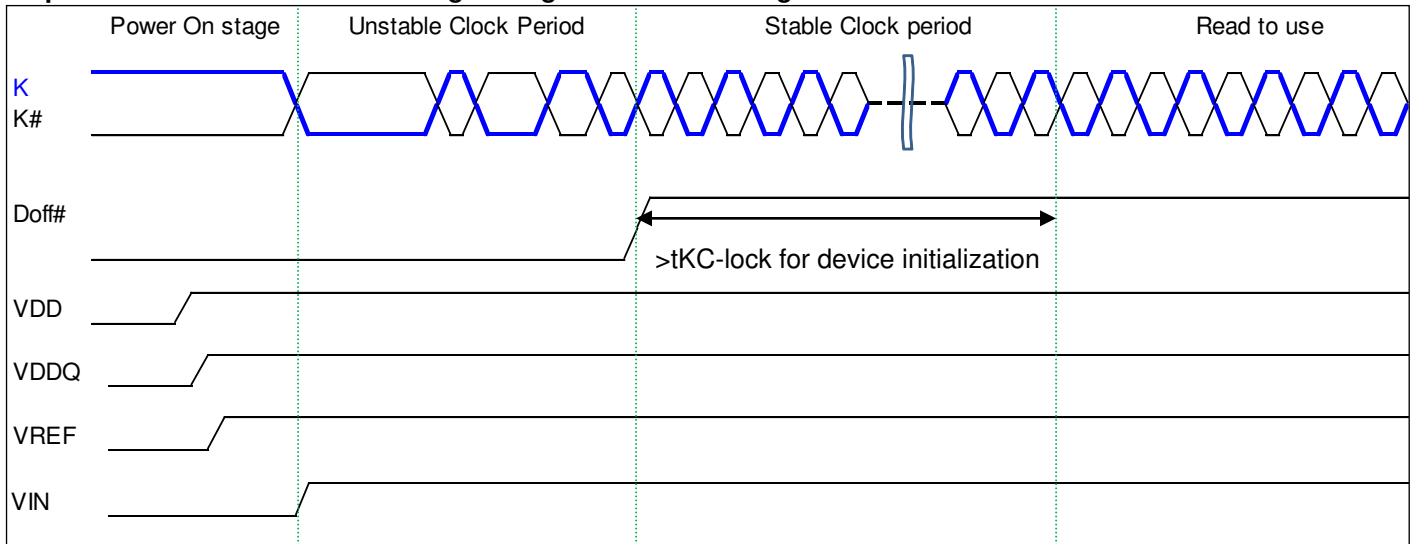 Power On stage
Unstable Clock Period
Stable Clock period
Read to use
K
K#
Doff#
>tKC-lock for device initialization
VDD
VDDQ
VREF
VIN